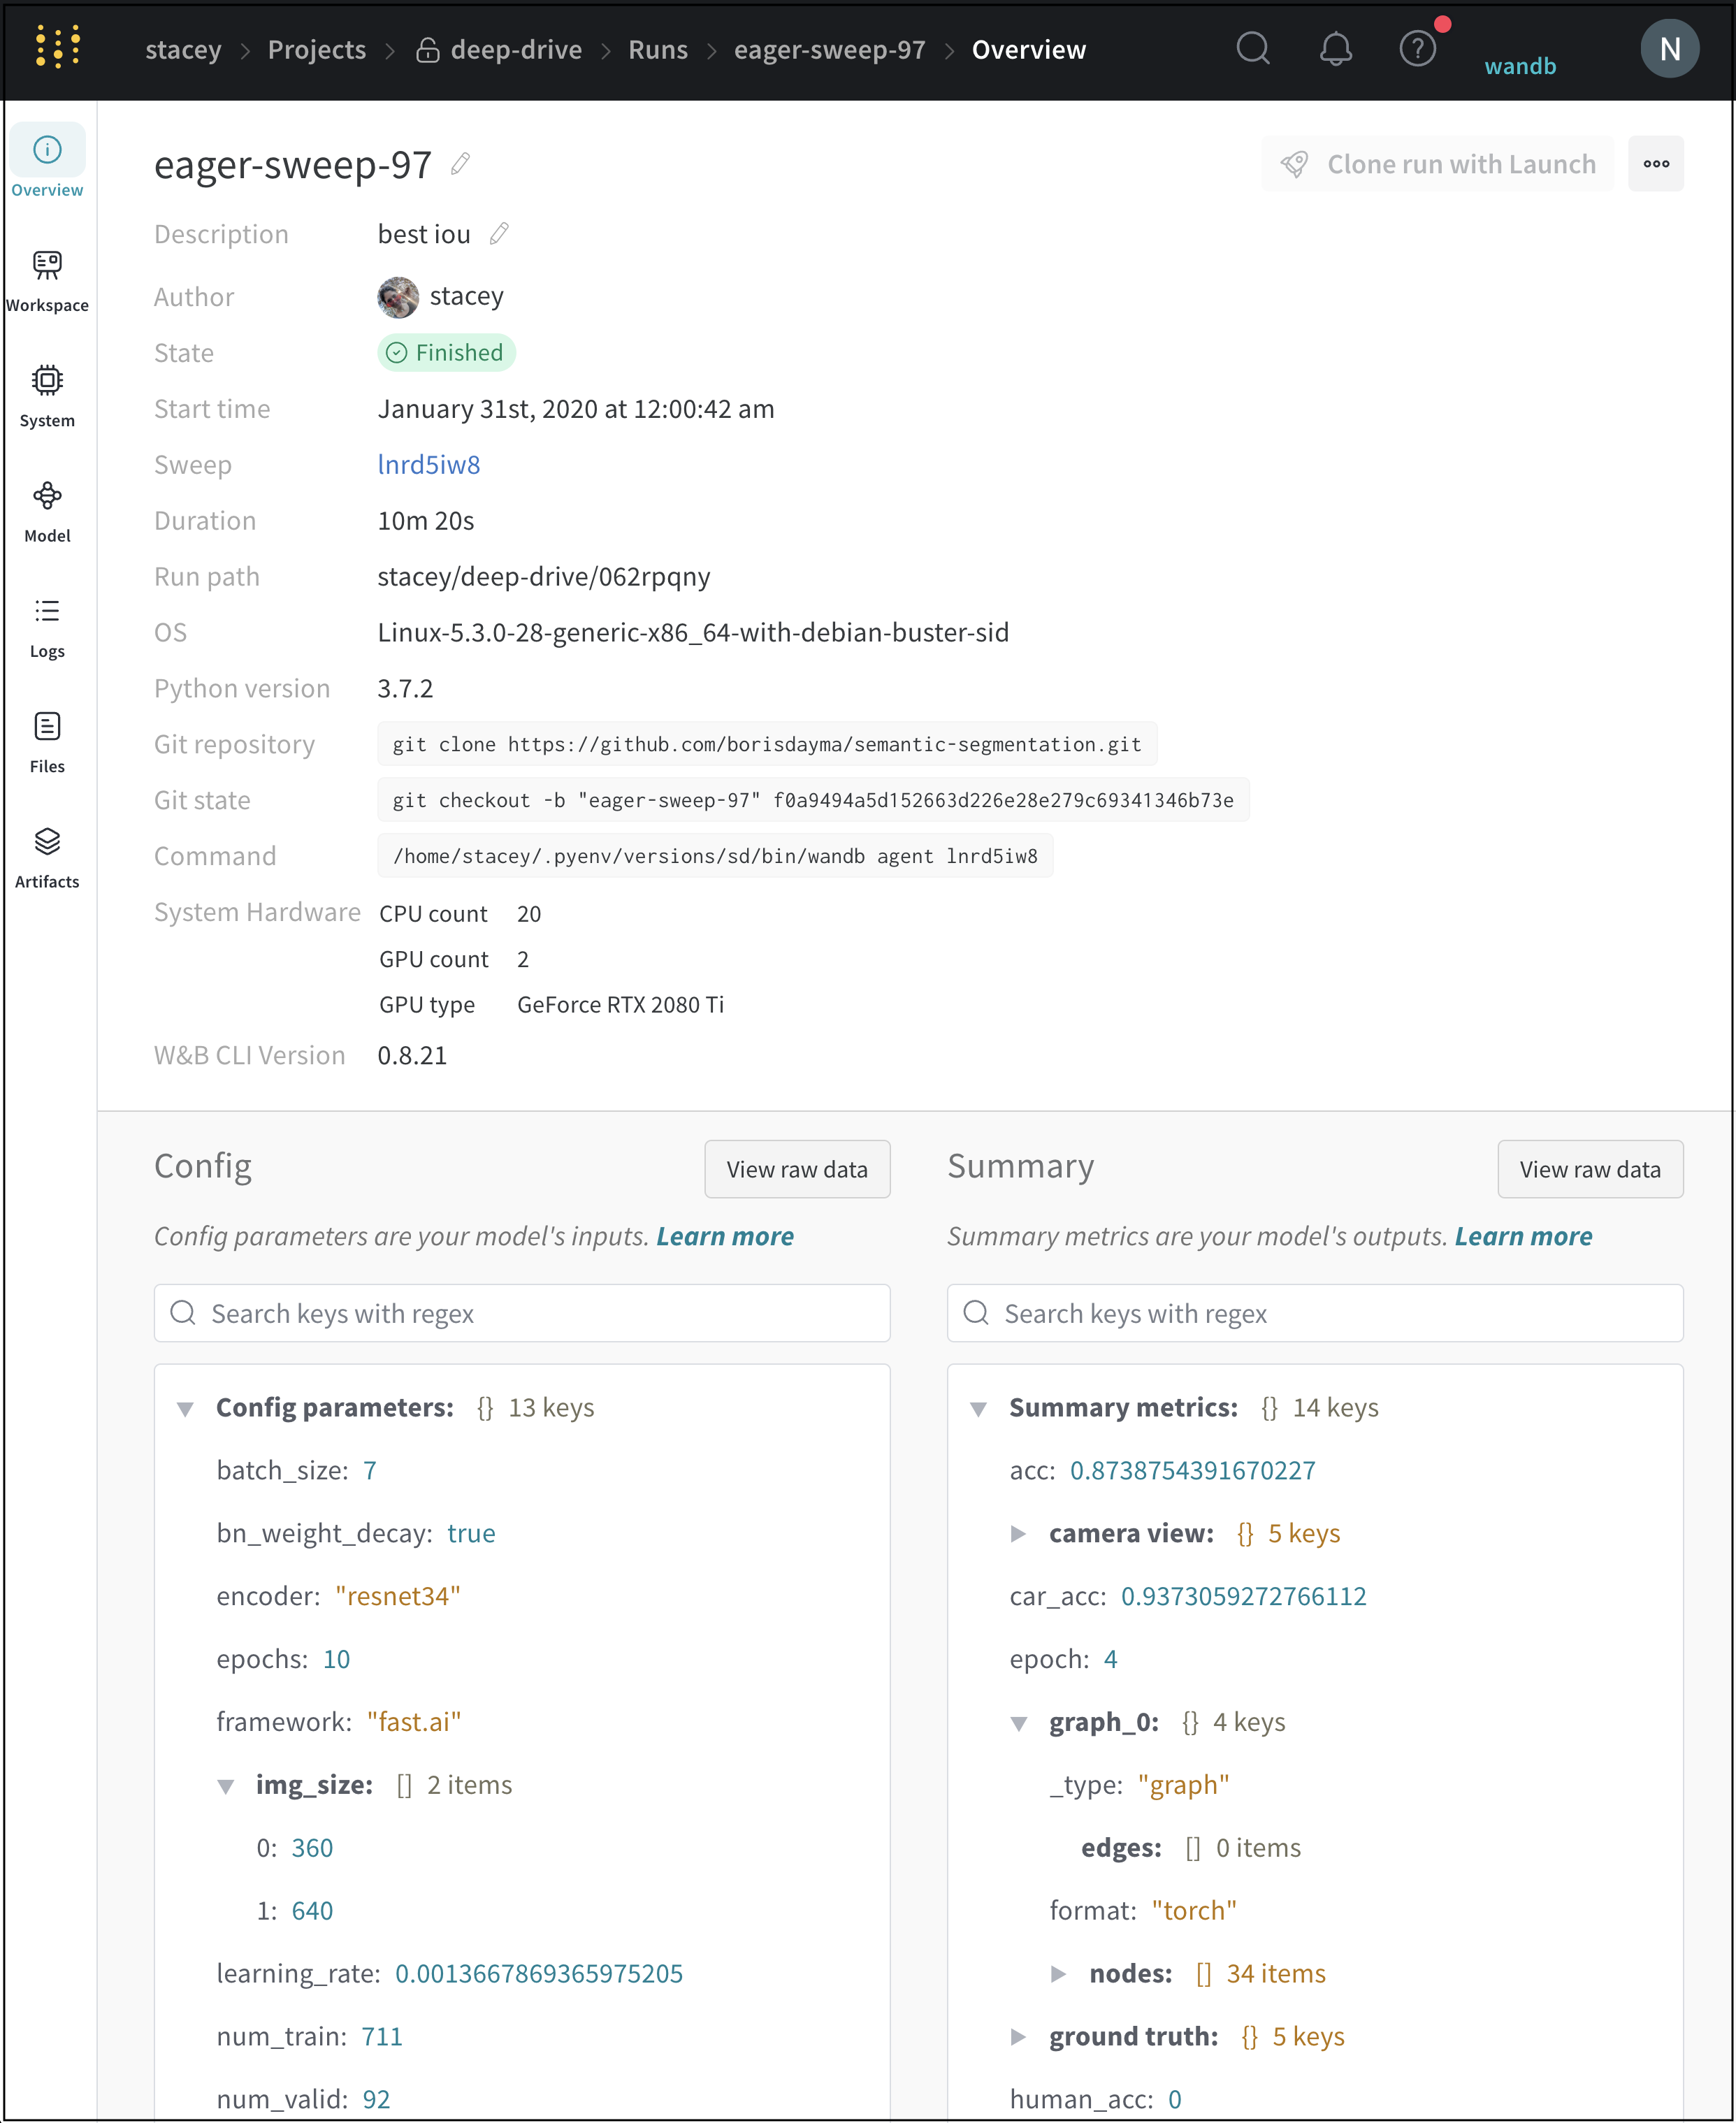 stacey > Projects > deep-drive > Runs > eager-sweep-97 > Overview
wandb
N
Overview
Workspace
System
Model
Logs
Files
Artifacts
eager-sweep-97
Clone run with Launch
Description best iou
Author stacey
State Finished
Start time January 31st, 2020 at 12:00:42 am
Sweep lnrd5iw8
Duration 10m 20s
Run path stacey/deep-drive/062rpqny
OS Linux-5.3.0-28-generic-x86_64-with-debian-buster-sid
Python version 3.7.2
Git repository git clone https://github.com/borisdayma/semantic-segmentation.git
Git state git checkout -b "eager-sweep-97" f0a9494a5d152663d226e28e279c69341346b73e
Command /home/stacey/.pyenv/versions/sd/bin/wandb agent lnrd5iw8
System Hardware CPU count 20
GPU count 2
GPU type GeForce RTX 2080 Ti
W&B CLI Version 0.8.21
Config
View raw data
Config parameters are your model's inputs. Learn more
Search keys with regex
Config parameters: {} 13 keys
batch_size: 7
bn_weight_decay: true
encoder: "resnet34"
epochs: 10
framework: "fast.ai"
img_size: [] 2 items
0: 360
1: 640
learning_rate: 0.0013667869365975205
num_train: 711
num_valid: 92
Summary
View raw data
Summary metrics are your model's outputs. Learn more
Search keys with regex
Summary metrics: {} 14 keys
acc: 0.8738754391670227
camera view: {} 5 keys
car_acc: 0.9373059272766112
epoch: 4
graph_0: {} 4 keys
_type: "graph"
edges: [] 0 items
format: "torch"
nodes: [] 34 items
ground truth: {} 5 keys
human_acc: 0